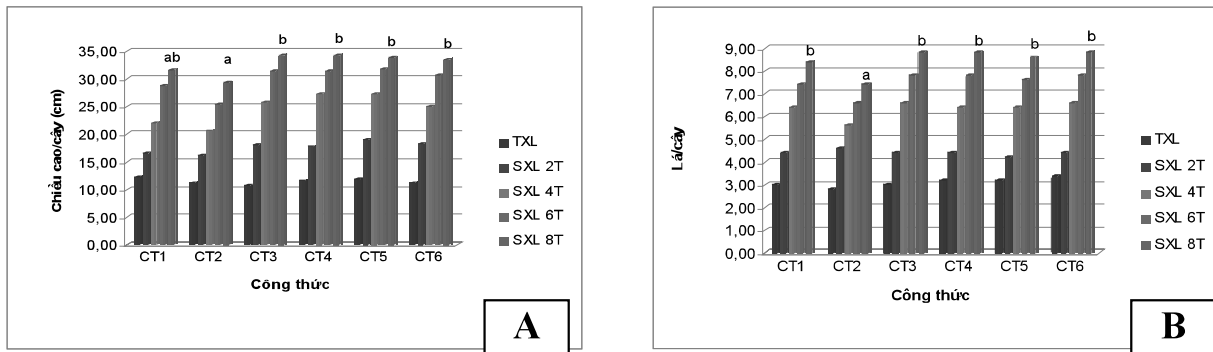 35,00
30,00
25,00
20,00
15,00
10,00
5,00
0,00
Chiều cao/cây (cm)
ab
a
b
b
b
b
CT1 CT2 CT3 CT4 CT5 CT6
Công thức
TXL
SXL 2T
SXL 4T
SXL 6T
SXL 8T
A
9,00
8,00
7,00
6,00
5,00
4,00
3,00
2,00
1,00
0,00
Lá/cây
b
a
b
b
b
b
CT1 CT2 CT3 CT4 CT5 CT6
Công thức
TXL
SXL 2T
SXL 4T
SXL 6T
SXL 8T
B